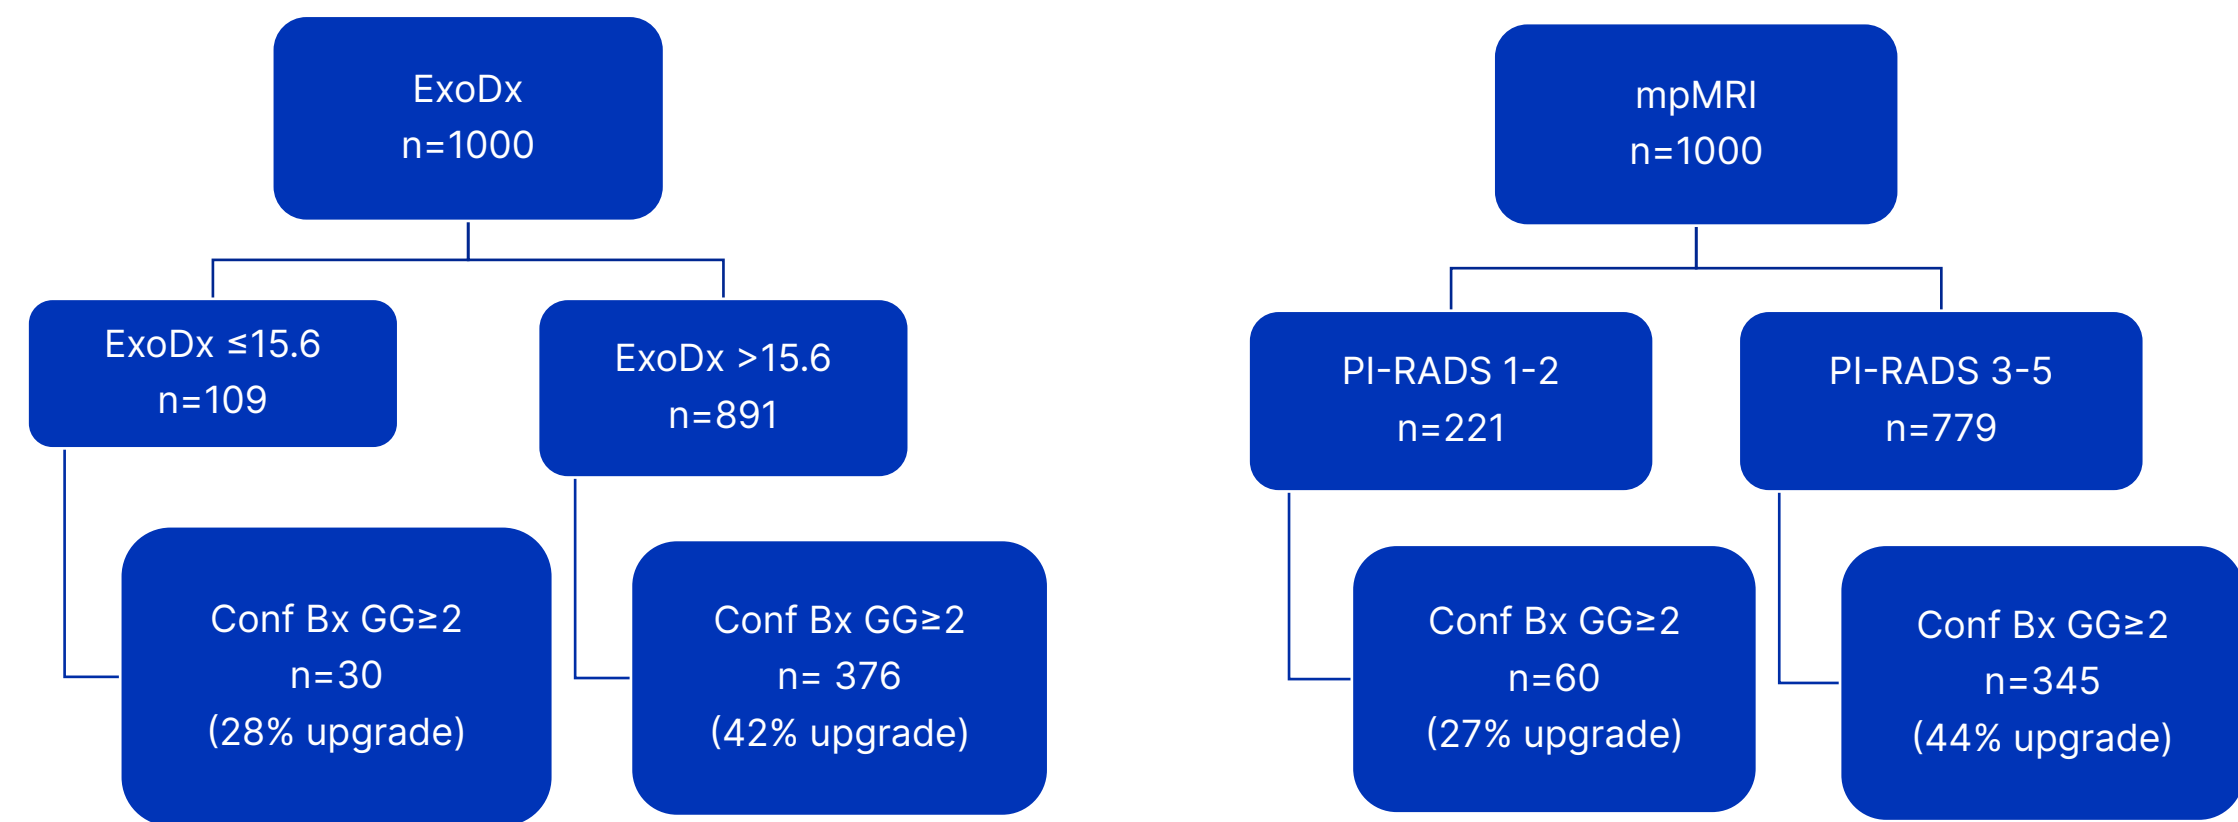 ExoDx
n=1000
ExoDx ≤15.6
n=109
ExoDx >15.6
n=891
Conf Bx GG≥2
n=30
(28% upgrade)
Conf Bx GG≥2
n= 376
(42% upgrade)
mpMRI
n=1000
PI-RADS 1-2
n=221
PI-RADS 3-5
n=779
Conf Bx GG≥2
n=60
(27% upgrade)
Conf Bx GG≥2
n=345
(44% upgrade)